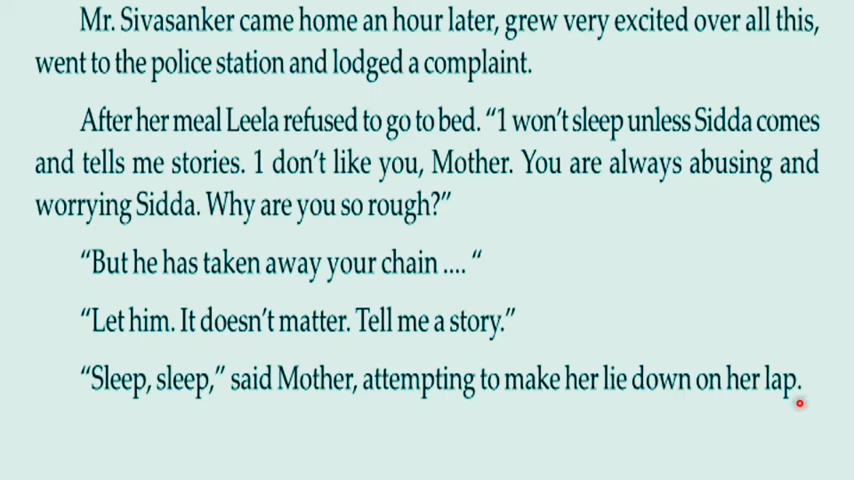 Mr. Sivasanker came home an hour later, grew very excited over all this,
went to the police station and lodged a complaint.
After her meal Leela refused to go to bed. “1 won’t sleep unless Sidda comes
and tells me stories. 1 don’t like you, Mother. You are always abusing and
worrying Sidda. Why are you so rough?”
“But he has taken away your chain .... “
“Let him. It doesn’t matter. Tell me a story.”
“Sleep, sleep,” said Mother, attempting to make her lie down on her lap.